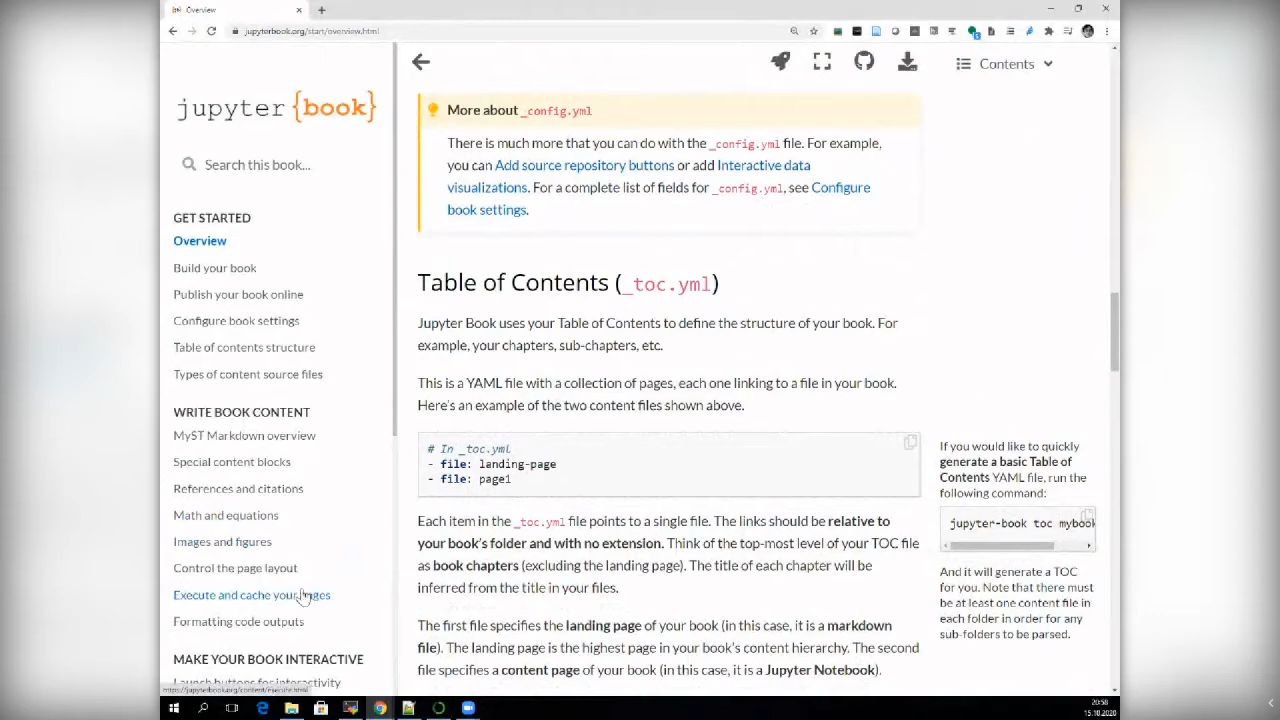 Overview
jupyterbook.org/start/overview.html
jupyter {book}
Search this book...
GET STARTED
Overview
Build your book
Publish your book online
Configure book settings
Table of contents structure
Types of content source files
WRITE BOOK CONTENT
MyST Markdown overview
Special content blocks
References and citations
Math and equations
Images and figures
Control the page layout
Execute and cache your pages
Formatting code outputs
MAKE YOUR BOOK INTERACTIVE
Launch buttons for interactivity
https://jupyterbook.org/content/execute.html
Contents
More about _config.yml
There is much more that you can do with the _config.yml file. For example,
you can Add source repository buttons or add Interactive data
visualizations. For a complete list of fields for _config.yml, see Configure
book settings.
Table of Contents (_toc.yml)
Jupyter Book uses your Table of Contents to define the structure of your book. For
example, your chapters, sub-chapters, etc.
This is a YAML file with a collection of pages, each one linking to a file in your book.
Here’s an example of the two content files shown above.
# In _toc.yml
- file: landing-page
- file: page1
Each item in the _toc.yml file points to a single file. The links should be relative to
your book’s folder and with no extension. Think of the top-most level of your TOC file
as book chapters (excluding the landing page). The title of each chapter will be
inferred from the title in your files.
The first file specifies the landing page of your book (in this case, it is a markdown
file). The landing page is the highest page in your book’s content hierarchy. The second
file specifies a content page of your book (in this case, it is a Jupyter Notebook).
If you would like to quickly
generate a basic Table of
Contents YAML file, run the
following command:
jupyter-book toc mybook
And it will generate a TOC
for you. Note that there must
be at least one content file in
each folder in order for any
sub-folders to be parsed.
20:58
15.10.2020